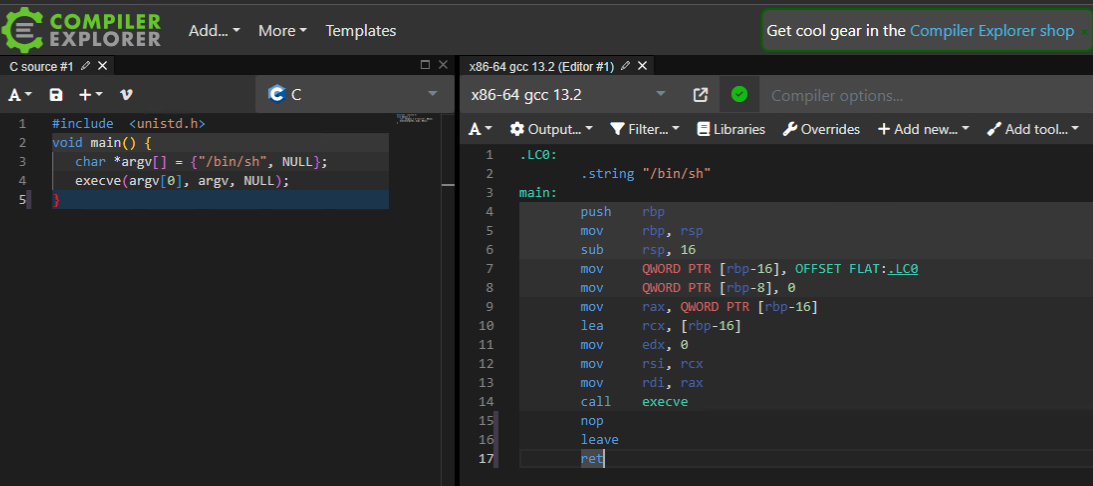 COMPILER
EXPLORER
Add... More Templates
Get cool gear in the Compiler Explorer shop
C source #1
A
C
1 #include <unistd.h>
2 void main() {
3 char *argv[] = {"/bin/sh", NULL};
4 execve(argv[0], argv, NULL);
5 }
x86-64 gcc 13.2 (Editor #1)
x86-64 gcc 13.2
Compiler options...
A Output... Filter... Libraries Overrides + Add new... Add tool...
1 .LC0:
2 .string "/bin/sh"
3 main:
4 push rbp
5 mov rbp, rsp
6 sub rsp, 16
7 mov QWORD PTR [rbp-16], OFFSET FLAT:.LC0
8 mov QWORD PTR [rbp-8], 0
9 mov rax, QWORD PTR [rbp-16]
10 lea rcx, [rbp-16]
11 mov edx, 0
12 mov rsi, rcx
13 mov rdi, rax
14 call execve
15 nop
16 leave
17 ret